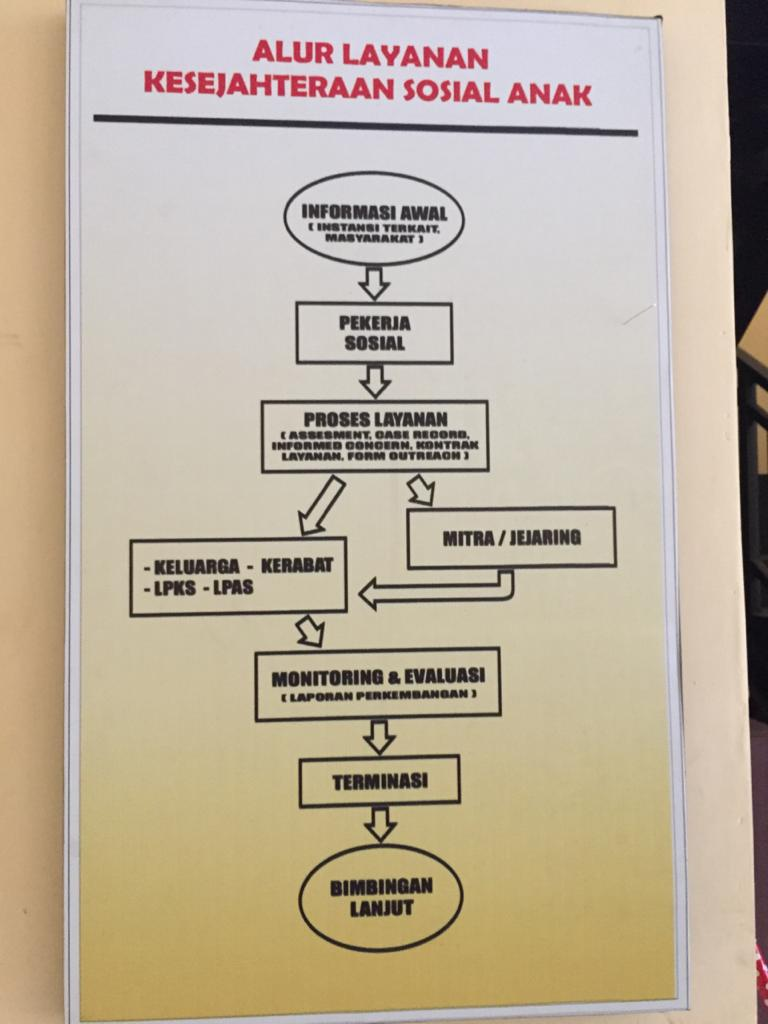 ALUR LAYANAN
KESEJAHTERAAN SOSIAL ANAK
INFORMASI AWAL
( INSTANSI TERKAIT,
MASYARAKAT )
PEKERJA
SOSIAL
PROSES LAYANAN
( ASSESMENT, CASE RECORD,
INFORMED CONCERN, KONTRAK
LAYANAN, FORM OUTREACH )
MITRA / JEJARING
- KELUARGA - KERABAT
- LPKS - LPAS
MONITORING & EVALUASI
( LAPORAN PERKEMBANGAN )
TERMINASI
BIMBINGAN
LANJUT